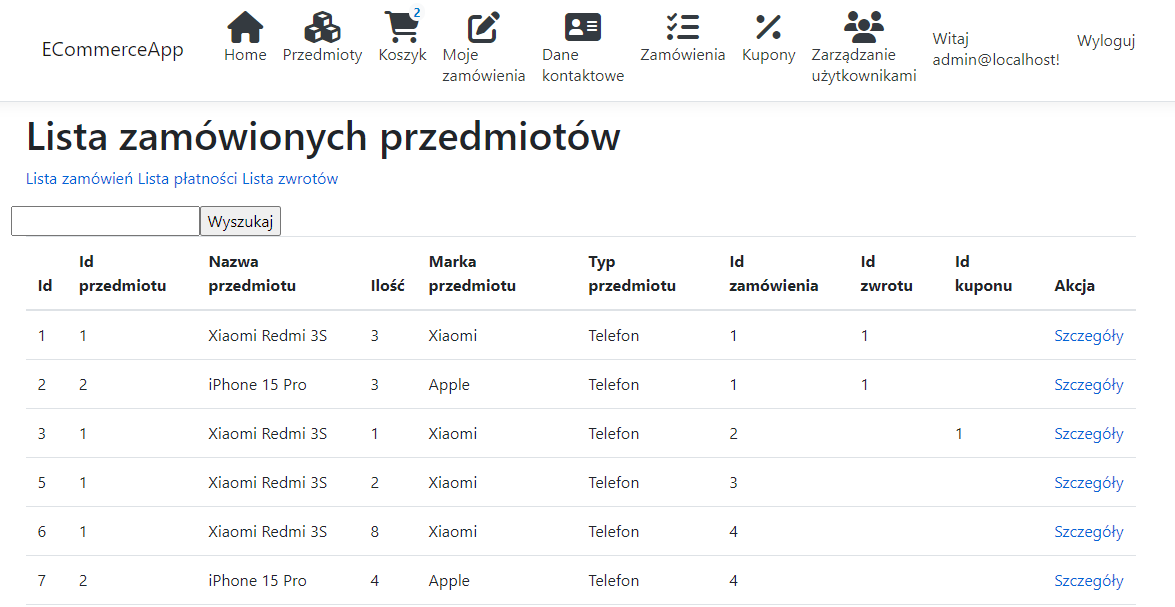 ECommerceApp
Home
Przedmioty
2
Koszyk
Moje
zamówienia
Dane
kontaktowe
Zamówienia
Kupony
Zarządzanie
użytkownikami
Witaj
admin@localhost!
Wyloguj
Lista zamówionych przedmiotów
Lista zamówień Lista płatności Lista zwrotów
Wyszukaj
Id Id przedmiotu Nazwa przedmiotu Ilość Marka przedmiotu Typ przedmiotu Id zamówienia Id zwrotu Id kuponu Akcja
1 1 Xiaomi Redmi 3S 3 Xiaomi Telefon 1 1 Szczegóły
2 2 iPhone 15 Pro 3 Apple Telefon 1 1 Szczegóły
3 1 Xiaomi Redmi 3S 1 Xiaomi Telefon 2 1 Szczegóły
5 1 Xiaomi Redmi 3S 2 Xiaomi Telefon 3 Szczegóły
6 1 Xiaomi Redmi 3S 8 Xiaomi Telefon 4 Szczegóły
7 2 iPhone 15 Pro 4 Apple Telefon 4 Szczegóły